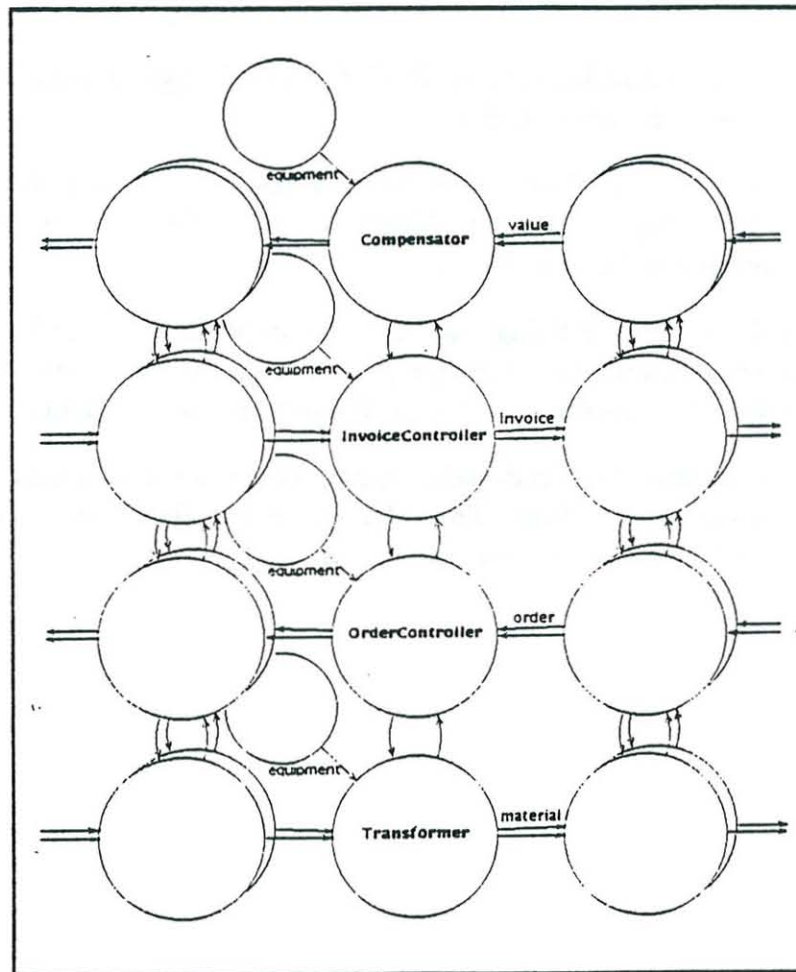 equipment
Compensator
value
equipment
InvoiceController
Invoice
equipment
OrderController
order
equipment
Transformer
material